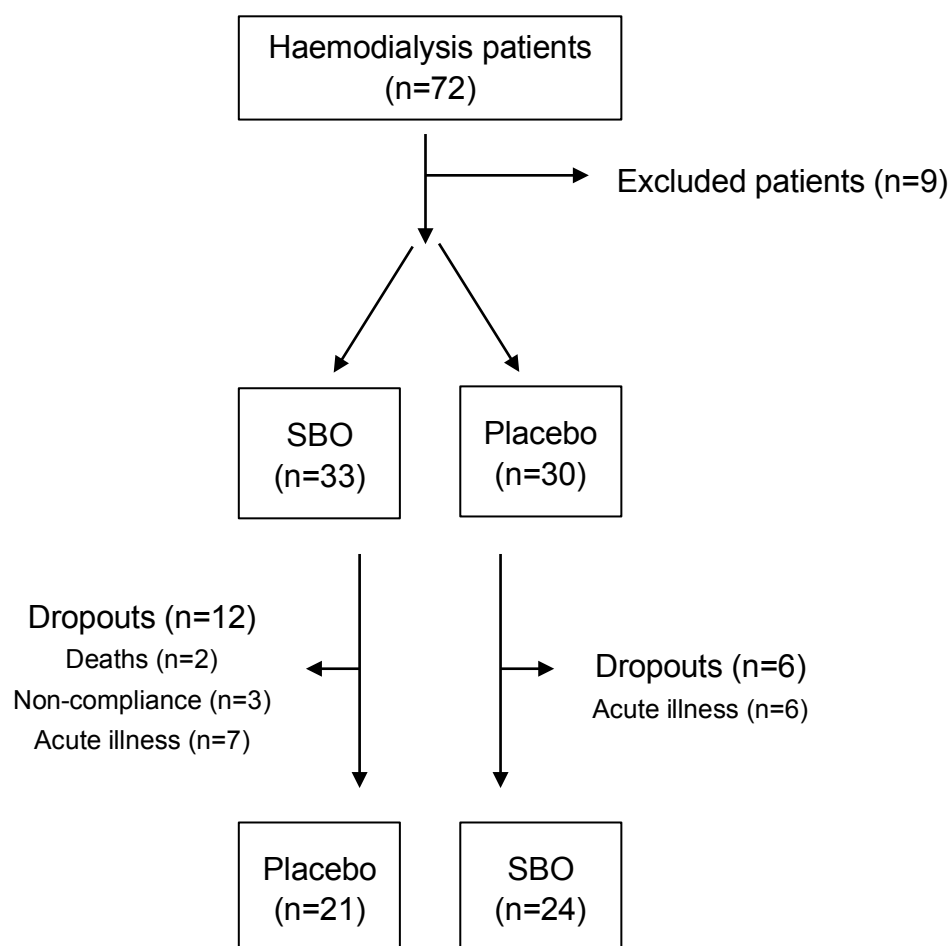 Haemodialysis patients
(n=72)
Excluded patients (n=9)
SBO
(n=33)
Placebo
(n=30)
Dropouts (n=12)
Deaths (n=2)
Non-compliance (n=3)
Acute illness (n=7)
Dropouts (n=6)
Acute illness (n=6)
Placebo
(n=21)
SBO
(n=24)